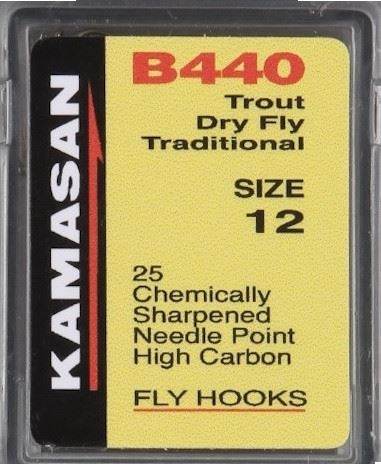 KAMASAN
B440
Trout
Dry Fly
Traditional
SIZE
12
25
Chemically
Sharpened
Needle Point
High Carbon
FLY HOOKS